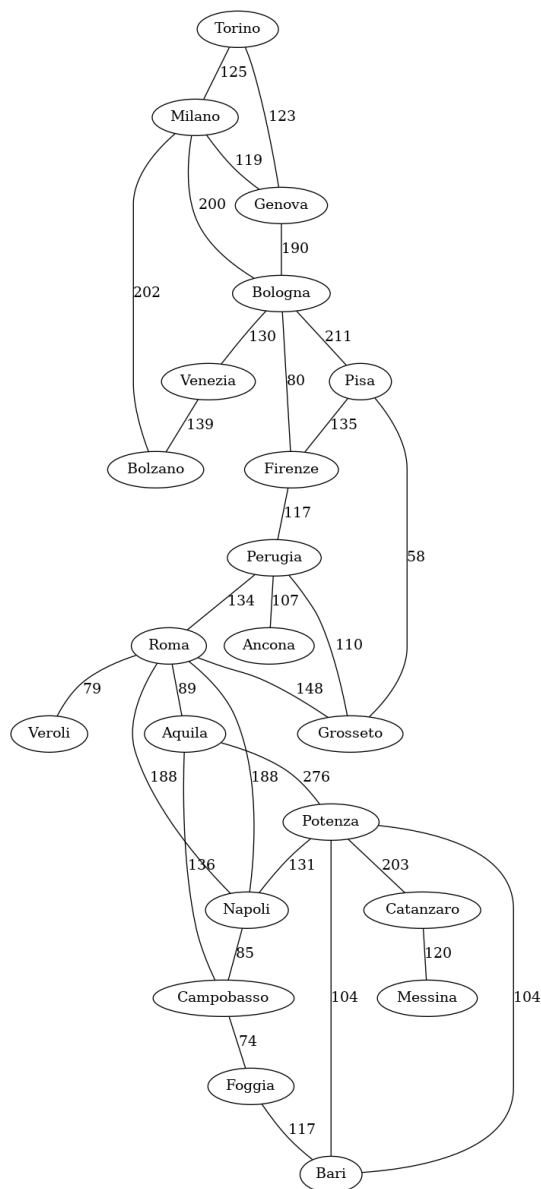 Torino
125
Milano
123
119
200
Genova
190
202
Bologna
130
211
Venezia
80
Pisa
139
135
Bolzano
Firenze
117
Perugia
58
134
107
110
Roma
Ancona
79
89
148
Veroli
Aquila
Grosseto
188
188
276
Potenza
136
131
203
Napoli
Catanzaro
85
120
Campobasso
104
Messina
104
74
Foggia
117
Bari